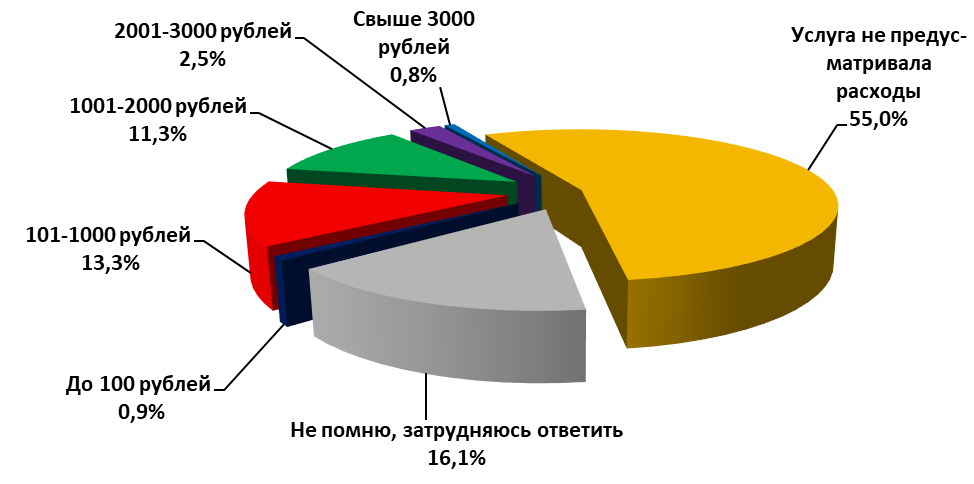 Свыше 3000
рублей
0,8%
2001-3000 рублей
2,5%
Услуга не предус-
матривала
расходы
55,0%
1001-2000 рублей
11,3%
101-1000 рублей
13,3%
До 100 рублей
0,9%
Не помню, затрудняюсь ответить
16,1%